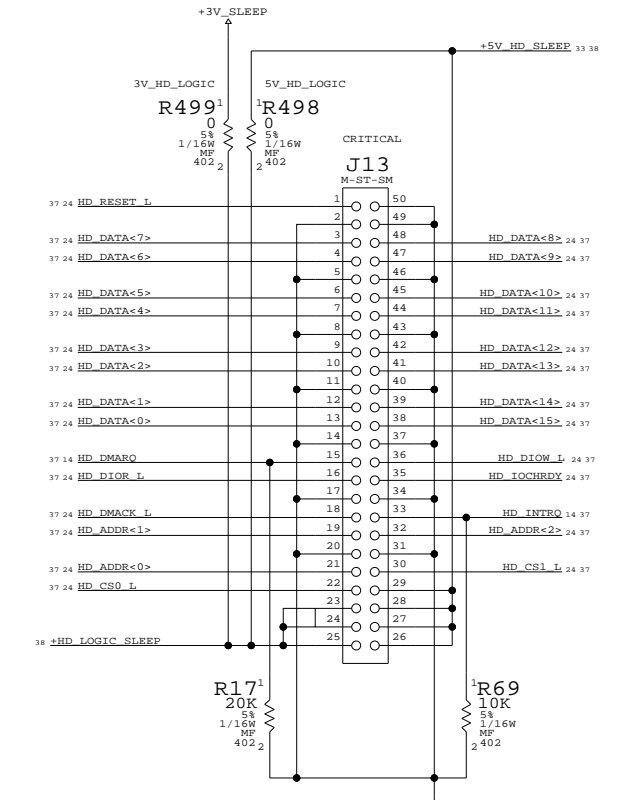 +3V_SLEEP
+5V_HD_SLEEP 33 38
3V_HD_LOGIC 5V_HD_LOGIC
R499 1 1 R498
0 0
5% 5%
1/16W 1/16W
MF MF
402 2 2 402
CRITICAL
J13
M-ST-SM
37 24 HD_RESET_L 1 50
2 49
37 24 HD_DATA<7> 3 48 HD_DATA<8> 24 37
37 24 HD_DATA<6> 4 47 HD_DATA<9> 24 37
5 46
37 24 HD_DATA<5> 6 45 HD_DATA<10> 24 37
37 24 HD_DATA<4> 7 44 HD_DATA<11> 24 37
8 43
37 24 HD_DATA<3> 9 42 HD_DATA<12> 24 37
37 24 HD_DATA<2> 10 41 HD_DATA<13> 24 37
11 40
37 24 HD_DATA<1> 12 39 HD_DATA<14> 24 37
37 24 HD_DATA<0> 13 38 HD_DATA<15> 24 37
14 37
37 14 HD_DMARQ 15 36 HD_DIOW_L 24 37
37 24 HD_DIOR_L 16 35 HD_IOCHRDY 24 37
17 34
37 24 HD_DMACK_L 18 33 HD_INTRQ 14 37
37 24 HD_ADDR<1> 19 32 HD_ADDR<2> 24 37
20 31
37 24 HD_ADDR<0> 21 30 HD_CS1_L 24 37
37 24 HD_CS0_L 22 29
23 28
24 27
38 +HD_LOGIC_SLEEP 25 26
R17 1 1 R69
20K 10K
5% 5%
1/16W 1/16W
MF MF
402 2 2 402